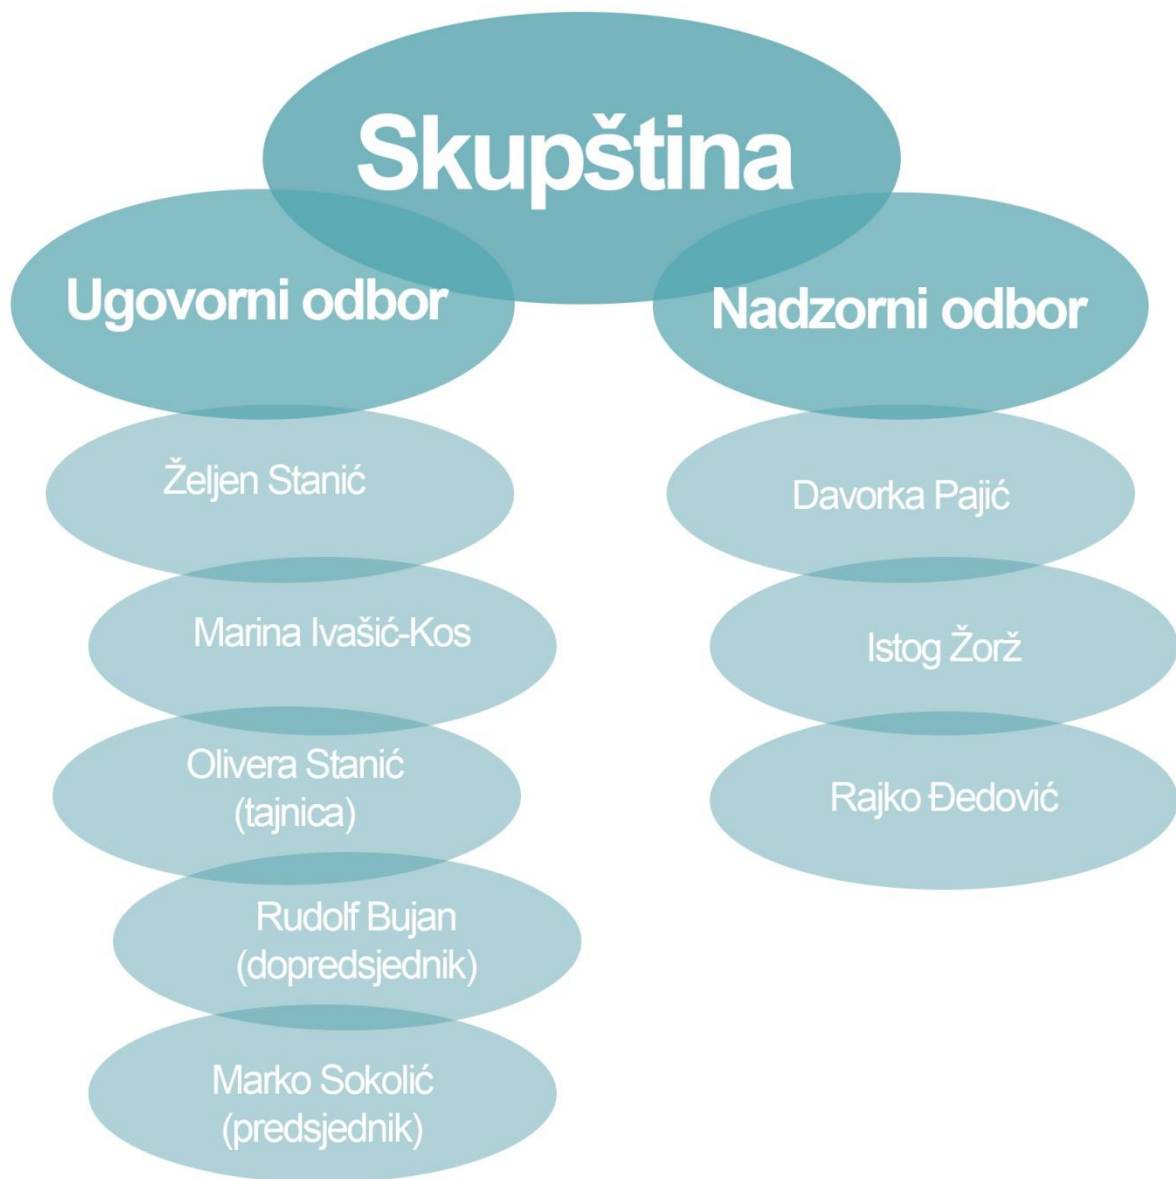 Skupština
Ugovorni odbor
Nadzorni odbor
Željen Stanić
Marina Ivašić-Kos
Olivera Stanić
(tajnica)
Rudolf Bujan
(dopredsjednik)
Marko Sokolić
(predsjednik)
Davorka Pajić
Istog Žorž
Rajko Đedović